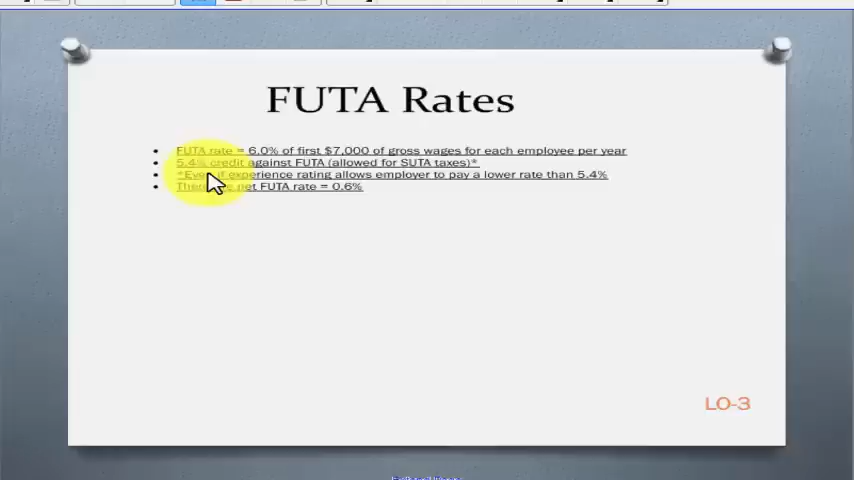 FUTA Rates
FUTA rate = 6.0% of first $7,000 of gross wages for each employee per year
5.4% credit against FUTA (allowed for SUTA taxes)*
*Even if experience rating allows employer to pay a lower rate than 5.4%
net FUTA rate = 0.6%
LO-3